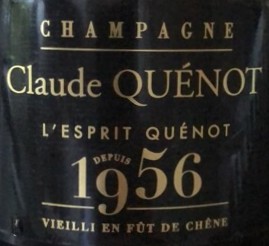 CHAMPAGNE
Claude QUÉNOT
L'ESPRIT QUÉNOT
DEPUIS
1956
VIEILLI EN FÛT DE CHÊNE